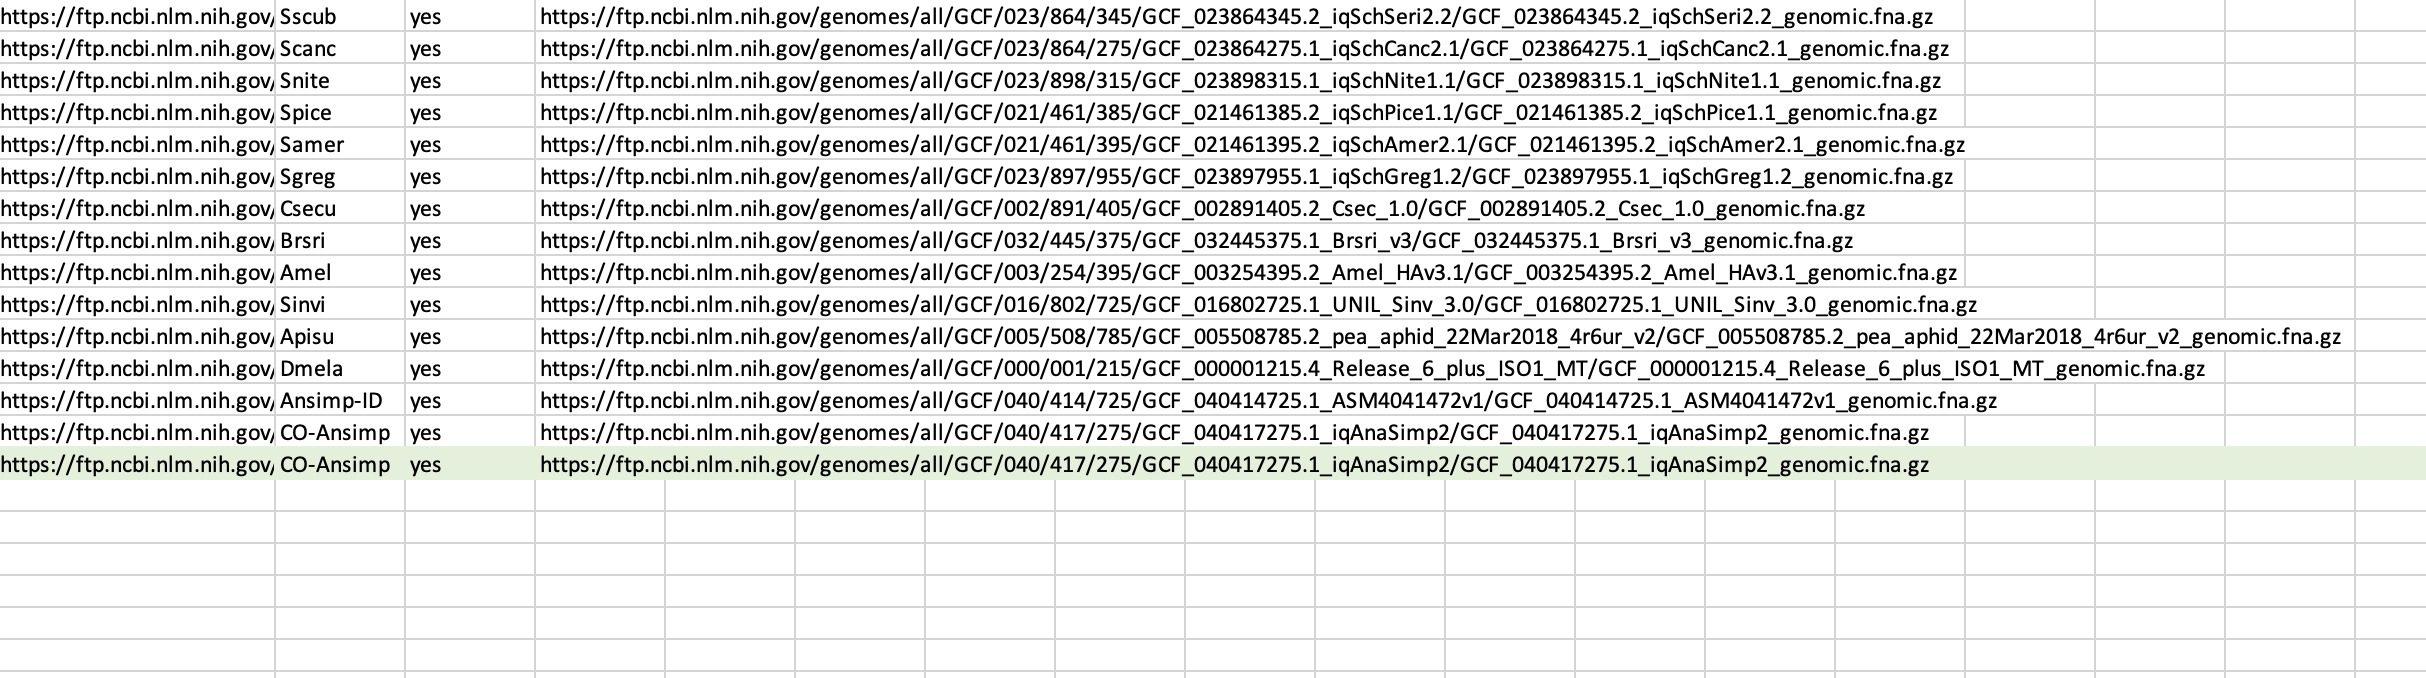 https://ftp.ncbi.nlm.nih.gov/ Sscub yes https://ftp.ncbi.nlm.nih.gov/genomes/all/GCF/023/864/345/GCF_023864345.2_iqSchSeri2.2/GCF_023864345.2_iqSchSeri2.2_genomic.fna.gz
https://ftp.ncbi.nlm.nih.gov/ Scanc yes https://ftp.ncbi.nlm.nih.gov/genomes/all/GCF/023/864/275/GCF_023864275.1_iqSchCanc2.1/GCF_023864275.1_iqSchCanc2.1_genomic.fna.gz
https://ftp.ncbi.nlm.nih.gov/ Snite yes https://ftp.ncbi.nlm.nih.gov/genomes/all/GCF/023/898/315/GCF_023898315.1_iqSchNite1.1/GCF_023898315.1_iqSchNite1.1_genomic.fna.gz
https://ftp.ncbi.nlm.nih.gov/ Spice yes https://ftp.ncbi.nlm.nih.gov/genomes/all/GCF/021/461/385/GCF_021461385.2_iqSchPice1.1/GCF_021461385.2_iqSchPice1.1_genomic.fna.gz
https://ftp.ncbi.nlm.nih.gov/ Samer yes https://ftp.ncbi.nlm.nih.gov/genomes/all/GCF/021/461/395/GCF_021461395.2_iqSchAmer2.1/GCF_021461395.2_iqSchAmer2.1_genomic.fna.gz
https://ftp.ncbi.nlm.nih.gov/ Sgreg yes https://ftp.ncbi.nlm.nih.gov/genomes/all/GCF/023/897/955/GCF_023897955.1_iqSchGreg1.2/GCF_023897955.1_iqSchGreg1.2_genomic.fna.gz
https://ftp.ncbi.nlm.nih.gov/ Csecu yes https://ftp.ncbi.nlm.nih.gov/genomes/all/GCF/002/891/405/GCF_002891405.2_Csec_1.0/GCF_002891405.2_Csec_1.0_genomic.fna.gz
https://ftp.ncbi.nlm.nih.gov/ Brsri yes https://ftp.ncbi.nlm.nih.gov/genomes/all/GCF/032/445/375/GCF_032445375.1_Brsri_v3/GCF_032445375.1_Brsri_v3_genomic.fna.gz
https://ftp.ncbi.nlm.nih.gov/ Amel yes https://ftp.ncbi.nlm.nih.gov/genomes/all/GCF/003/254/395/GCF_003254395.2_Amel_HAv3.1/GCF_003254395.2_Amel_HAv3.1_genomic.fna.gz
https://ftp.ncbi.nlm.nih.gov/ Sinvi yes https://ftp.ncbi.nlm.nih.gov/genomes/all/GCF/016/802/725/GCF_016802725.1_UNIL_Sinv_3.0/GCF_016802725.1_UNIL_Sinv_3.0_genomic.fna.gz
https://ftp.ncbi.nlm.nih.gov/ Apisu yes https://ftp.ncbi.nlm.nih.gov/genomes/all/GCF/005/508/785/GCF_005508785.2_pea_aphid_22Mar2018_4r6ur_v2/GCF_005508785.2_pea_aphid_22Mar2018_4r6ur_v2_genomic.fna.gz
https://ftp.ncbi.nlm.nih.gov/ Dmela yes https://ftp.ncbi.nlm.nih.gov/genomes/all/GCF/000/001/215/GCF_000001215.4_Release_6_plus_ISO1_MT/GCF_000001215.4_Release_6_plus_ISO1_MT_genomic.fna.gz
https://ftp.ncbi.nlm.nih.gov/ Ansimp-ID yes https://ftp.ncbi.nlm.nih.gov/genomes/all/GCF/040/414/725/GCF_040414725.1_ASM4041472v1/GCF_040414725.1_ASM4041472v1_genomic.fna.gz
https://ftp.ncbi.nlm.nih.gov/ CO-Ansimp yes https://ftp.ncbi.nlm.nih.gov/genomes/all/GCF/040/417/275/GCF_040417275.1_iqAnaSimp2/GCF_040417275.1_iqAnaSimp2_genomic.fna.gz
https://ftp.ncbi.nlm.nih.gov/ CO-Ansimp yes https://ftp.ncbi.nlm.nih.gov/genomes/all/GCF/040/417/275/GCF_040417275.1_iqAnaSimp2/GCF_040417275.1_iqAnaSimp2_genomic.fna.gz